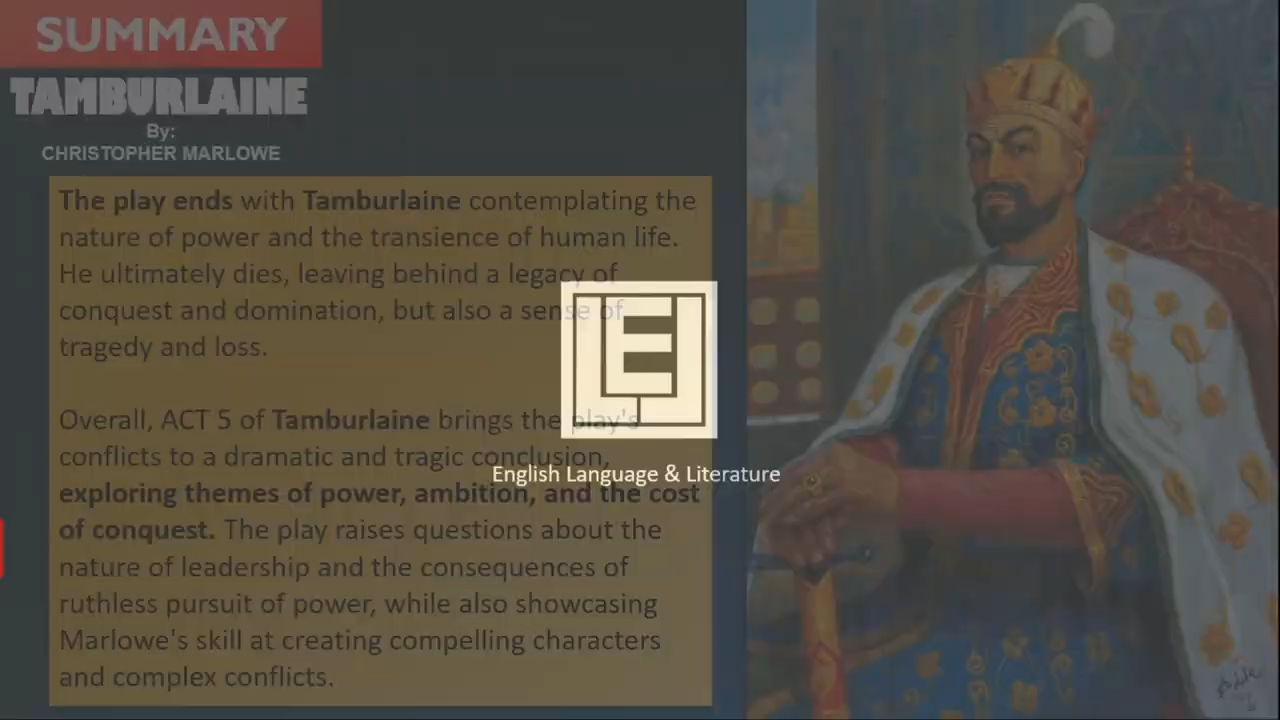 SUMMARY
TAMBURLAINE
By:
CHRISTOPHER MARLOWE
The play ends with Tamburlaine contemplating the
nature of power and the transience of human life.
He ultimately dies, leaving behind a legacy of
conquest and domination, but also a sense of
tragedy and loss.
Overall, ACT 5 of Tamburlaine brings the play's
conflicts to a dramatic and tragic conclusion,
exploring themes of power, ambition, and the cost
of conquest. The play raises questions about the
nature of leadership and the consequences of
ruthless pursuit of power, while also showcasing
Marlowe's skill at creating compelling characters
and complex conflicts.
English Language & Literature